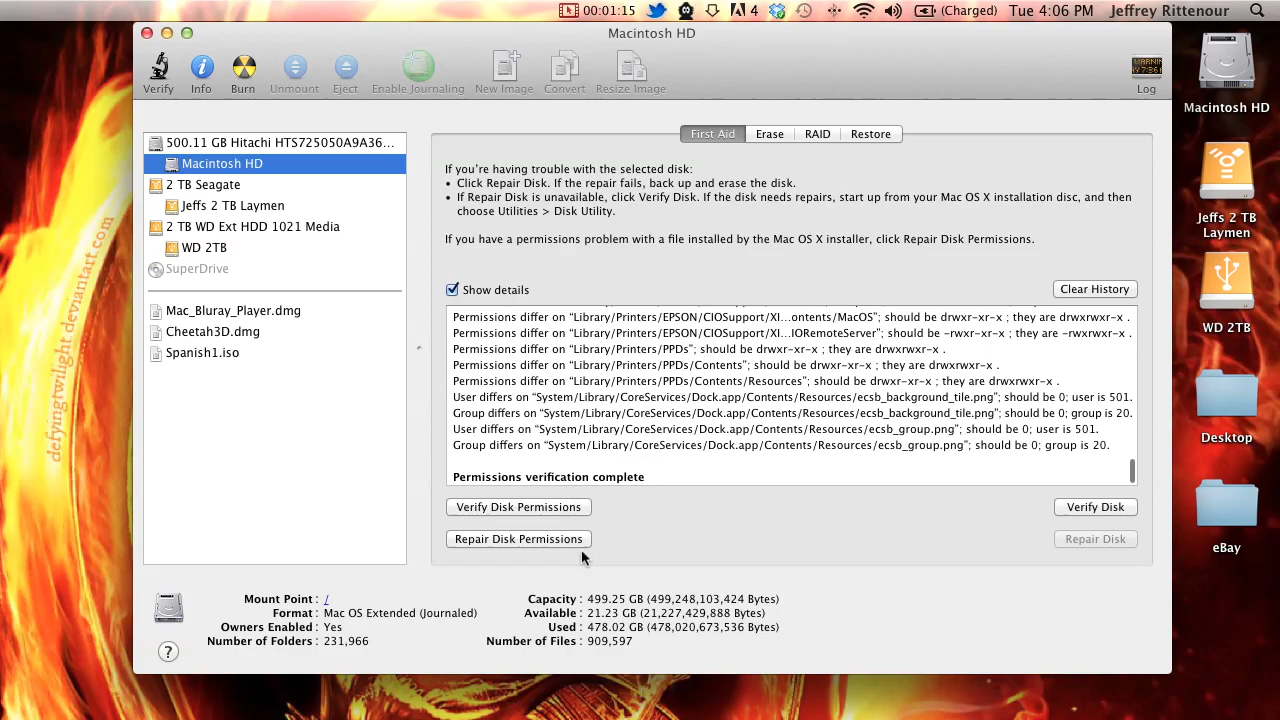 00:01:15
4
(Charged)
Tue 4:06 PM
Jeffrey Rittenour
Macintosh HD
Verify
Info
Burn
Unmount
Eject
Enable Journaling
New Image
Convert
Resize Image
Log
500.11 GB Hitachi HTS725050A9A36...
Macintosh HD
2 TB Seagate
Jeffs 2 TB Laymen
2 TB WD Ext HDD 1021 Media
WD 2TB
SuperDrive
Mac_Bluray_Player.dmg
Cheetah3D.dmg
Spanish1.iso
First Aid
Erase
RAID
Restore
If you're having trouble with the selected disk:
• Click Repair Disk. If the repair fails, back up and erase the disk.
• If Repair Disk is unavailable, click Verify Disk. If the disk needs repairs, start up from your Mac OS X installation disc, and then
choose Utilities > Disk Utility.
If you have a permissions problem with a file installed by the Mac OS X installer, click Repair Disk Permissions.
Show details
Clear History
Permissions differ on “Library/Printers/EPSON/CIOSupport/XI...ontents/MacOS”; should be drwxr-xr-x ; they are drwxrwxr-x .
Permissions differ on “Library/Printers/EPSON/CIOSupport/X... IORemoteServer”; should be -rwxr-xr-x ; they are -rwxrwxr-x .
Permissions differ on “Library/Printers/PPDs”; should be drwxr-xr-x ; they are drwxrwxr-x .
Permissions differ on “Library/Printers/PPDs/Contents”; should be drwxr-xr-x ; they are drwxrwxr-x .
Permissions differ on “Library/Printers/PPDs/Contents/Resources”; should be drwxr-xr-x ; they are drwxrwxr-x .
User differs on “System/Library/CoreServices/Dock.app/Contents/Resources/ecsb_background_tile.png”; should be 0; user is 501.
Group differs on “System/Library/CoreServices/Dock.app/Contents/Resources/ecsb_background_tile.png”; should be 0; group is 20.
User differs on “System/Library/CoreServices/Dock.app/Contents/Resources/ecsb_group.png”; should be 0; user is 501.
Group differs on “System/Library/CoreServices/Dock.app/Contents/Resources/ecsb_group.png”; should be 0; group is 20.
Permissions verification complete
Verify Disk Permissions
Verify Disk
Repair Disk Permissions
Repair Disk
Mount Point : /
Format : Mac OS Extended (Journaled)
Owners Enabled : Yes
Number of Folders : 231,966
Capacity : 499.25 GB (499,248,103,424 Bytes)
Available : 21.23 GB (21,227,429,888 Bytes)
Used : 478.02 GB (478,020,673,536 Bytes)
Number of Files : 909,597
?
Macintosh HD
Jeffs 2 TB
Laymen
WD 2TB
Desktop
eBay
defyingtwilight.deviantart.com